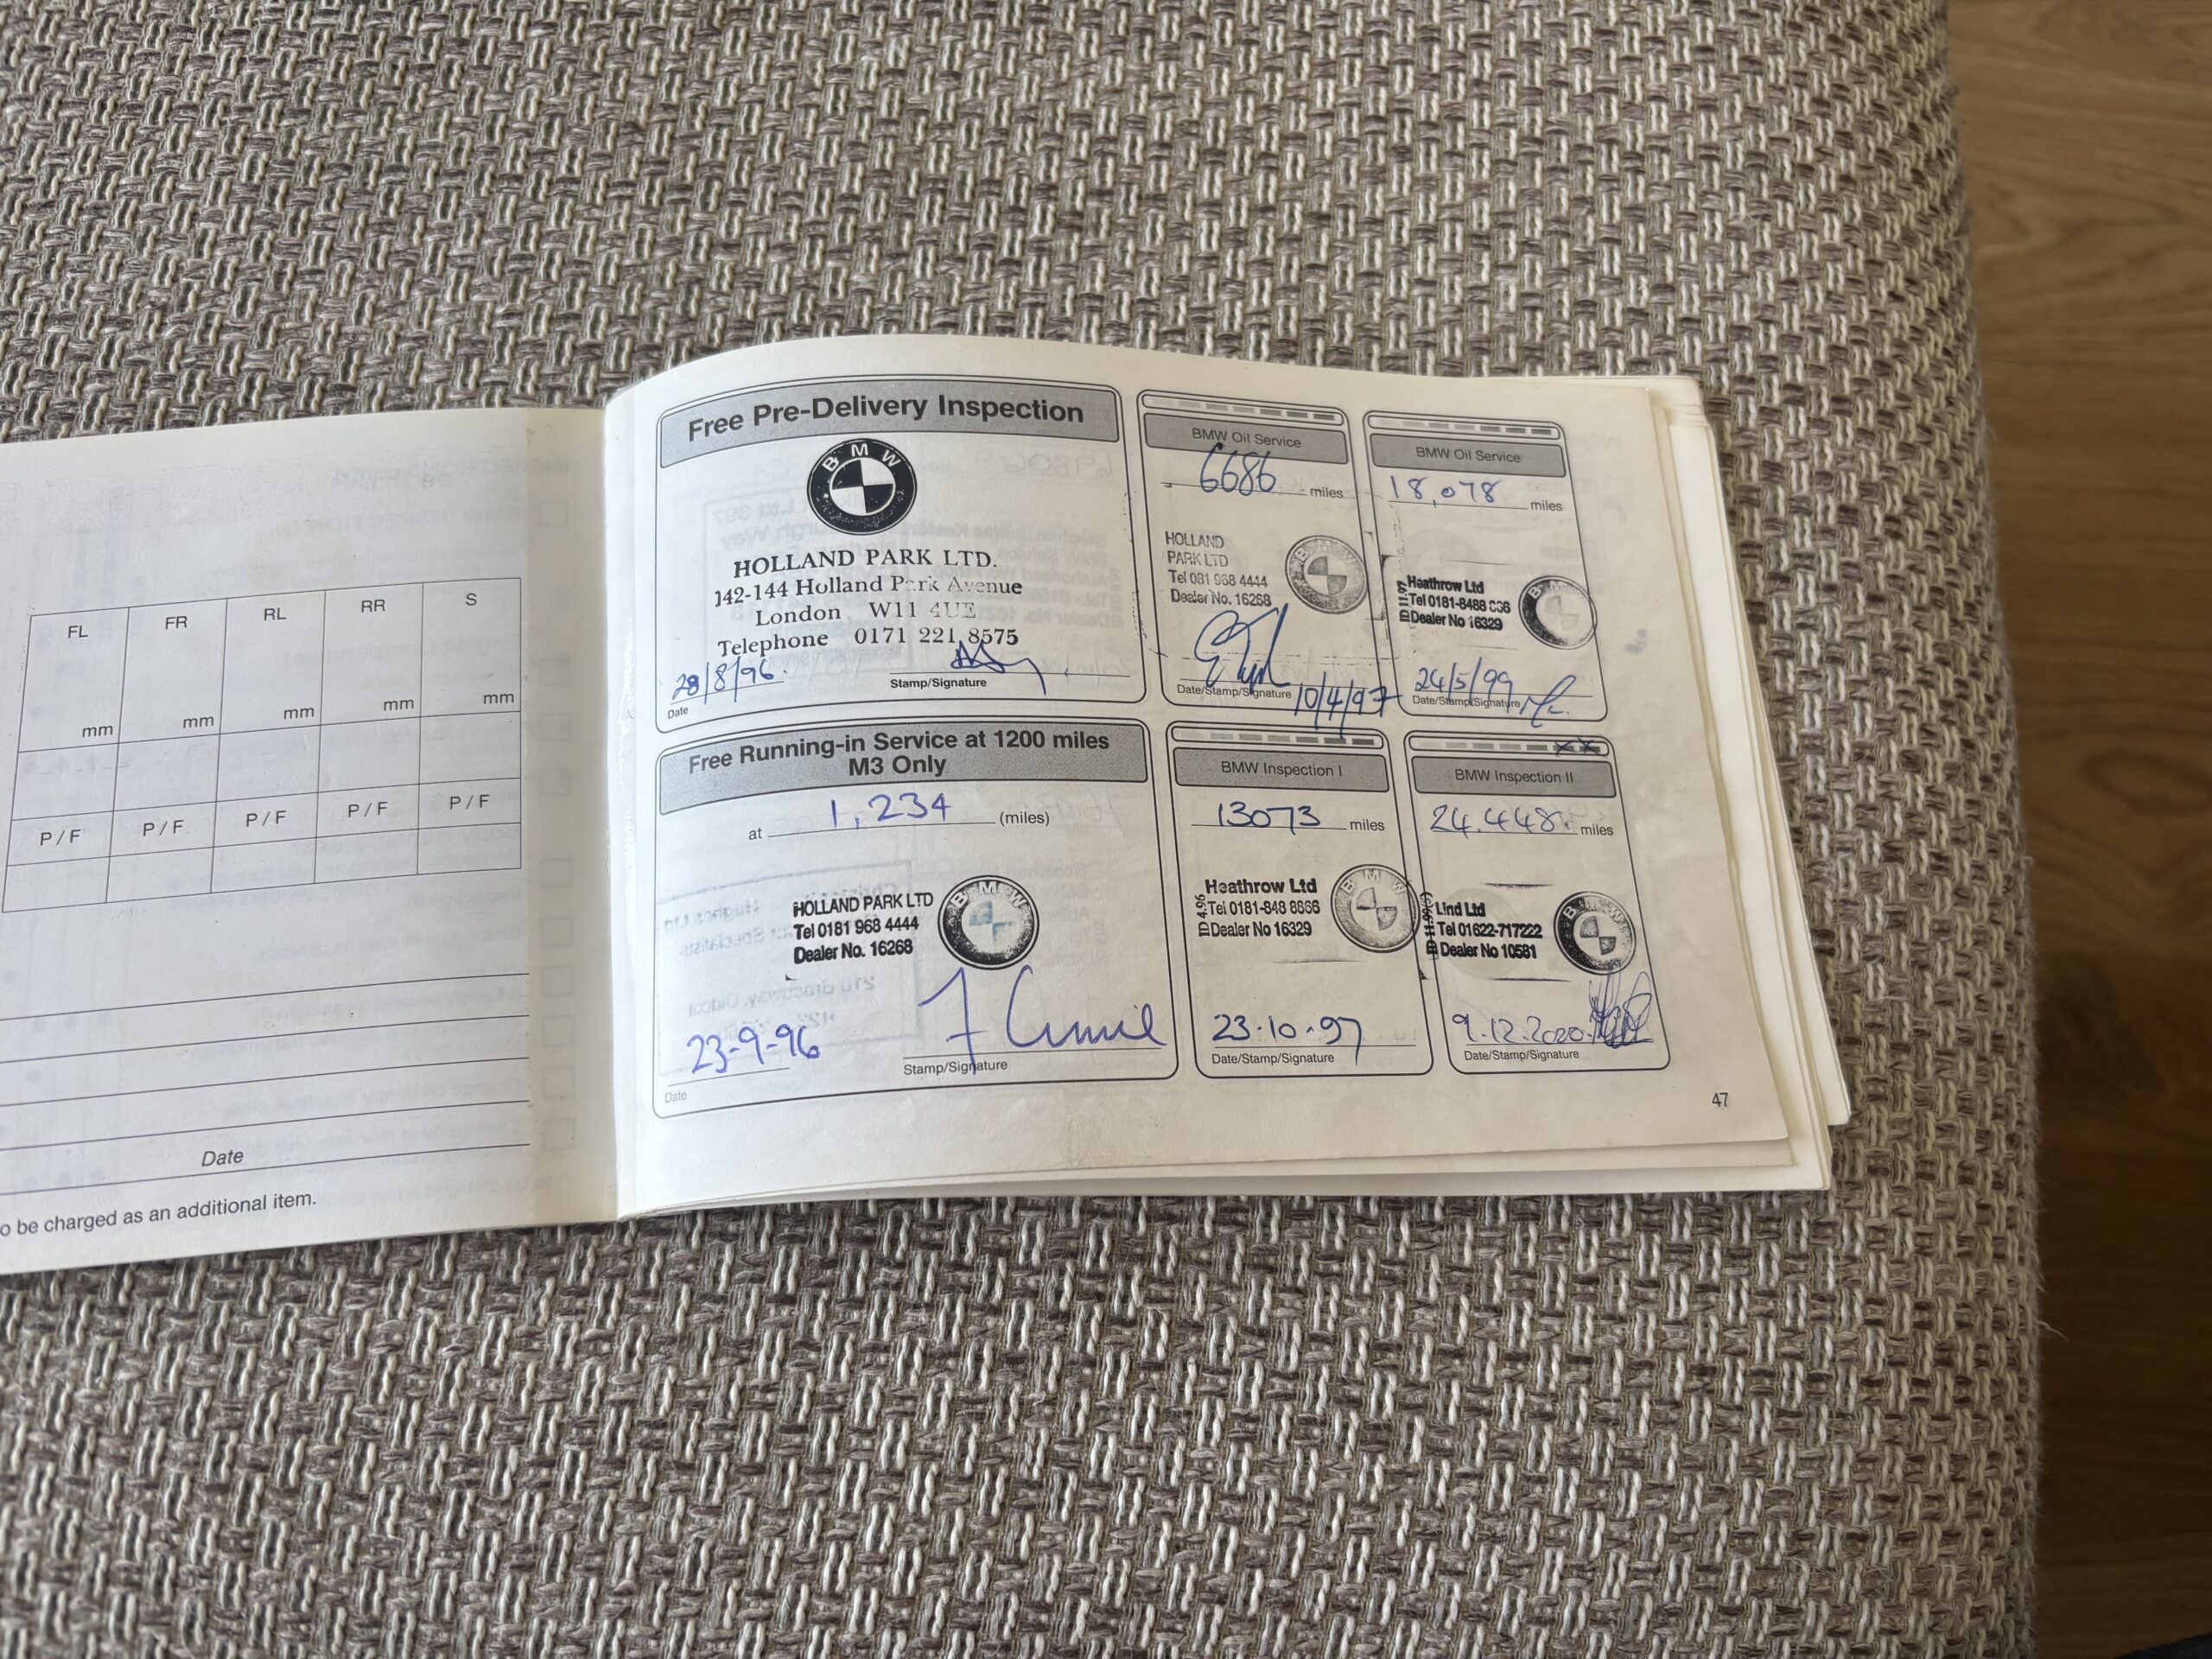 FL FR RL RR S
mm mm mm mm mm
P / F P / F P / F P / F P / F
Date
o be charged as an additional item.
Free Pre-Delivery Inspection
BMW
HOLLAND PARK LTD.
142-144 Holland Park Avenue
London W11 4UE
Telephone 0171 221 8575
28/8/96.
Date
Stamp/Signature
BMW Oil Service
6686 miles
HOLLAND
PARK LTD
Tel 081 968 4444
Dealer No. 16268
BMW
Date/Stamp/Signature
10/4/97
BMW Oil Service
18,078 miles
Heathrow Ltd
Tel 0181-8488
Dealer No 16329
BMW
24/5/99
Date/Stamp/Signature
Free Running-in Service at 1200 miles
M3 Only
at 1,234 (miles)
HOLLAND PARK LTD
Tel 0181 968 4444
Dealer No. 16268
BMW
23-9-96
Date
Stamp/Signature
BMW Inspection I
13073 miles
Heathrow Ltd
Tel 0181-848 8666
Dealer No 16329
BMW
23.10.97
Date/Stamp/Signature
BMW Inspection II
24.448. miles
Lind Ltd
Tel 01622-717222
Dealer No 10581
BMW
9.12.2020.
Date/Stamp/Signature
47